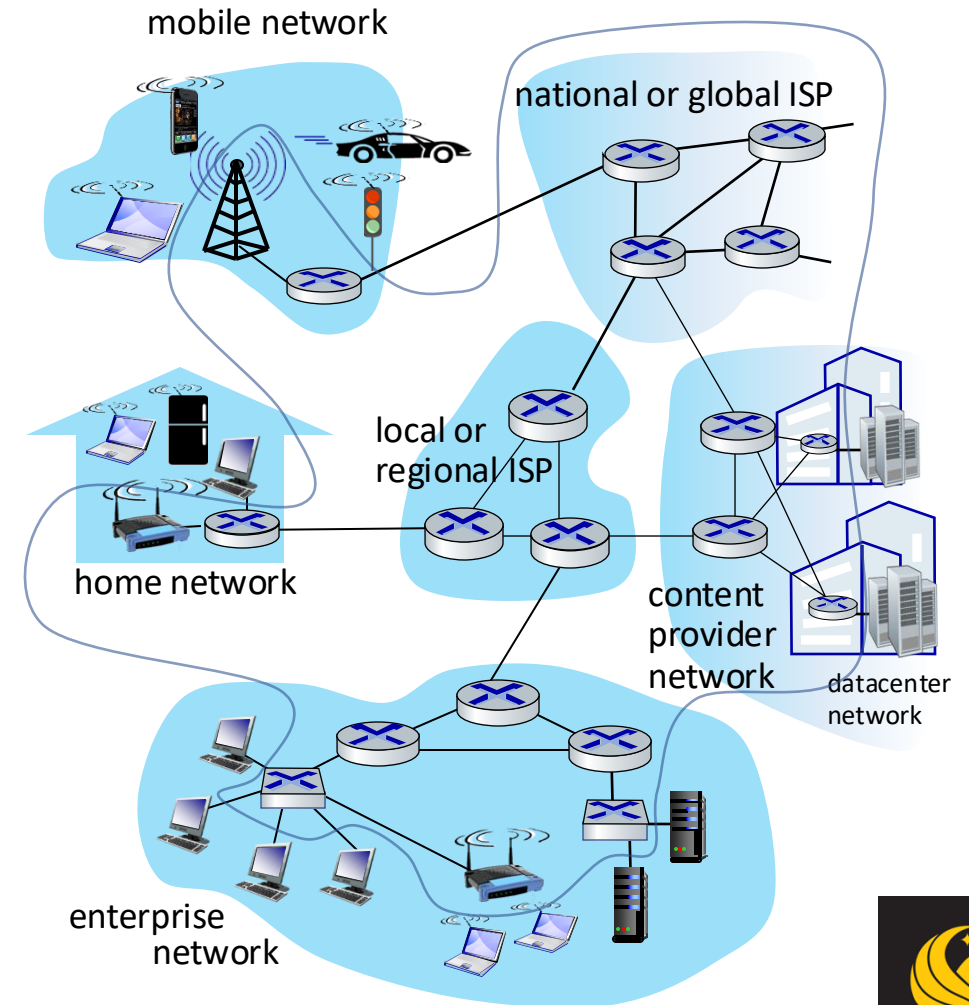 mobile network
national or global ISP
local or
regional ISP
home network
content
provider
network
datacenter
network
enterprise
network